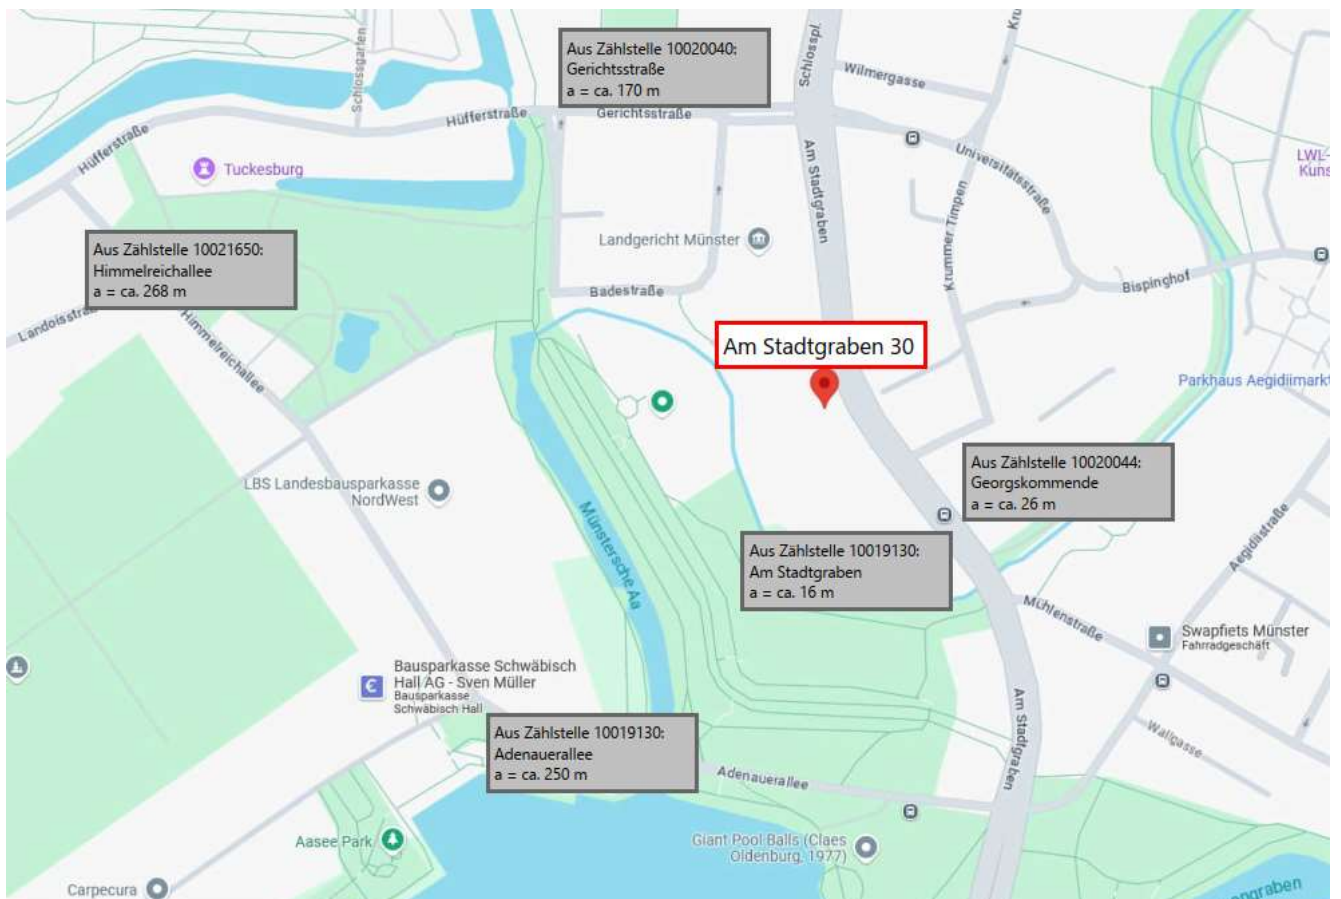 Schlossgarten
Aus Zählstelle 10020040:
Gerichtsstraße
a = ca. 170 m
Schlosspl.
Wilmergasse
Hüfferstraße
Gerichtsstraße
Hüfferstraße
Tuckesburg
Am Stadtgraben
Universitätsstraße
LWL-
Kuns
Krummer Timpen
Landgericht Münster
Aus Zählstelle 10021650:
Himmelreichallee
a = ca. 268 m
Bispinghof
Badestraße
Himmelreichallee
Am Stadtgraben 30
Parkhaus Aegidiimarkt
Aus Zählstelle 10020044:
Georgskommende
a = ca. 26 m
LBS Landesbausparkasse
NordWest
Münstersche Aa
Aegidiistraße
Aus Zählstelle 10019130:
Am Stadtgraben
a = ca. 16 m
Mühlenstraße
Swapfiets Münster
Fahrradgeschäft
Bausparkasse Schwäbisch
Hall AG - Sven Müller
Bausparkasse
Schwäbisch Hall
Am Stadtgraben
Wallgasse
Aus Zählstelle 10019130:
Adenauerallee
a = ca. 250 m
Adenauerallee
Aasee Park
Giant Pool Balls (Claes
Oldenburg, 1977)
Carpecura